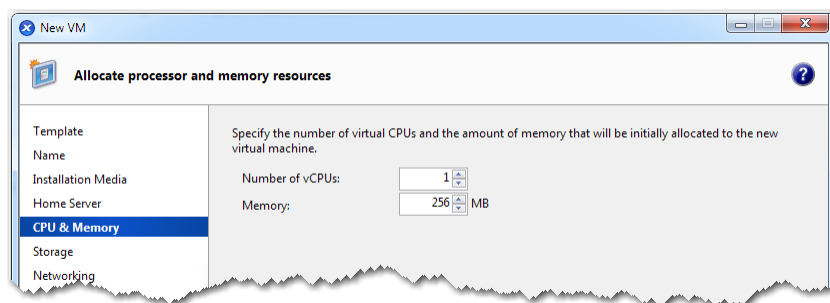 New VM
Allocate processor and memory resources
Template
Name
Installation Media
Home Server
CPU & Memory
Storage
Networking
Specify the number of virtual CPUs and the amount of memory that will be initially allocated to the new
virtual machine.
Number of vCPUs: 1
Memory: 256 MB